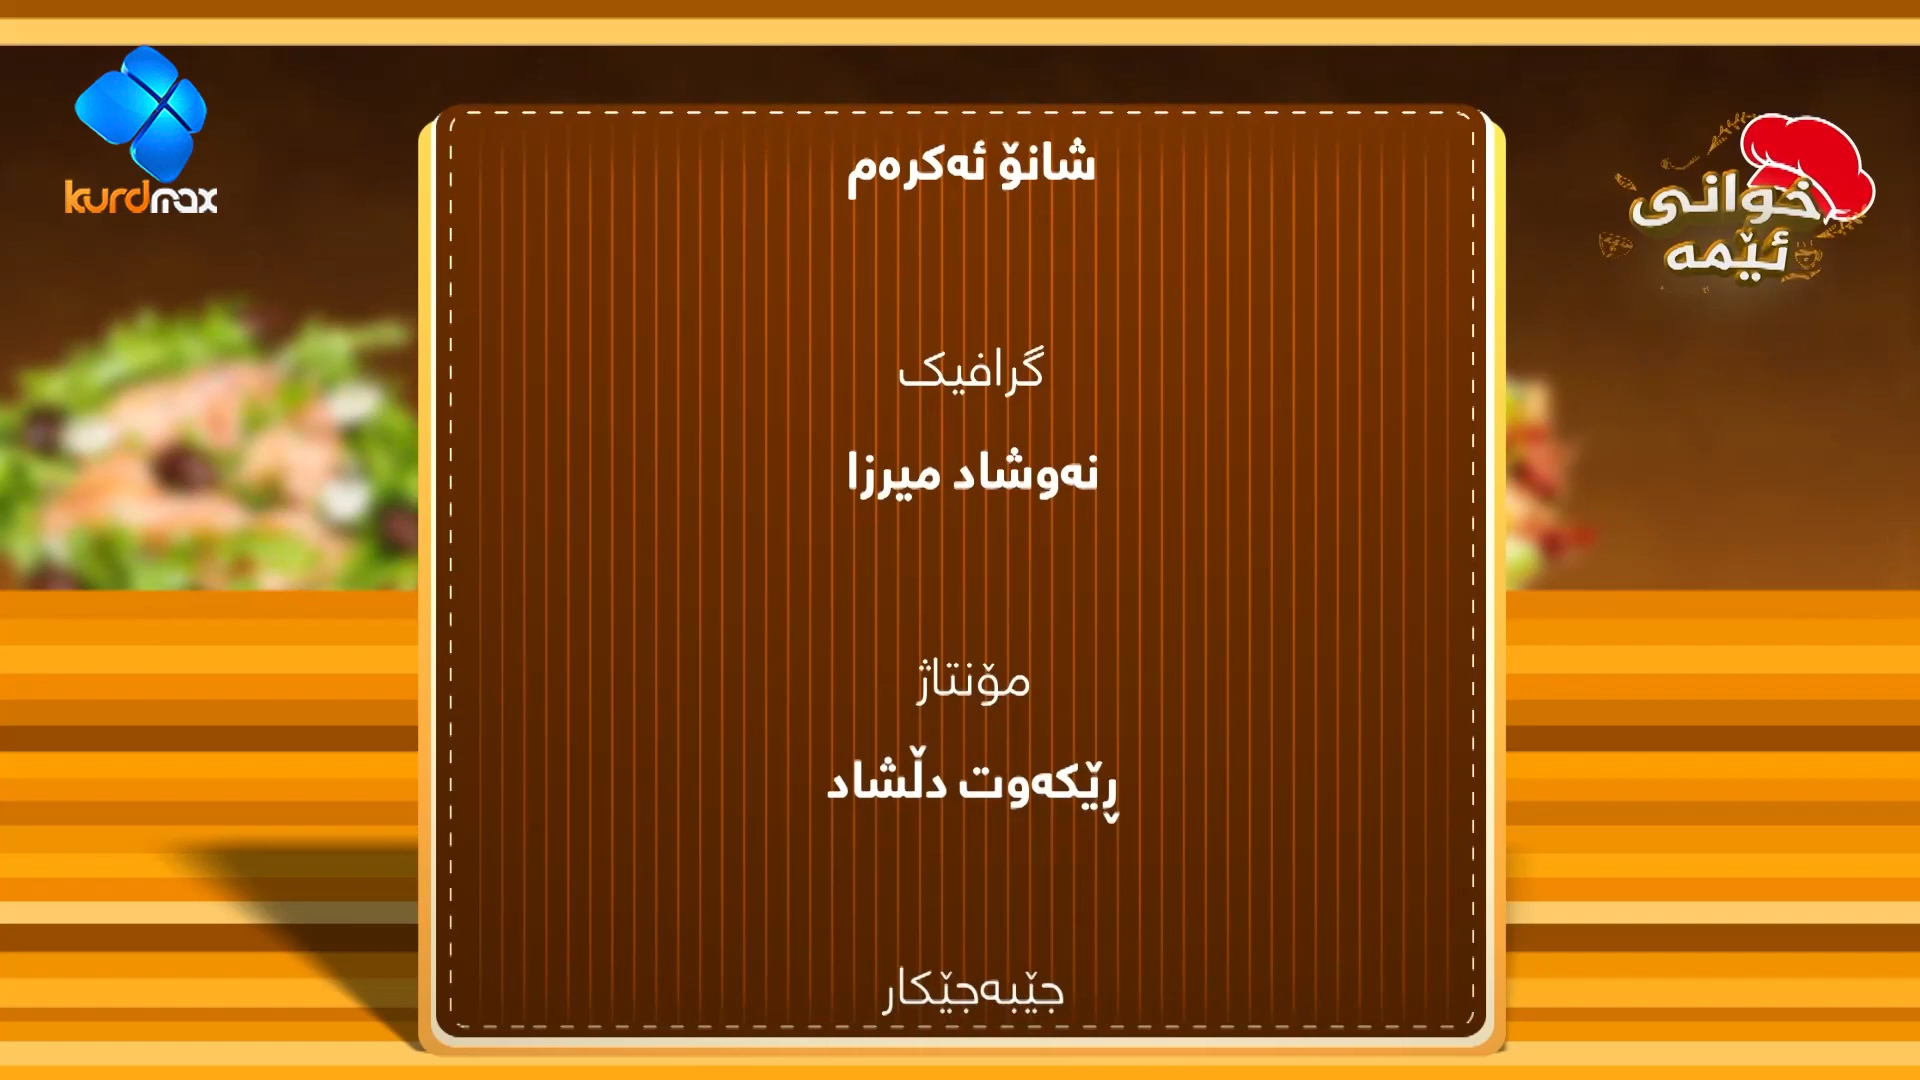 kurdmax
خوانی
ئێمە
شانۆ ئەکرەم
گرافیک
نەوشاد میرزا
مۆنتاژ
ڕێکەوت دڵشاد
جێبەجێکار